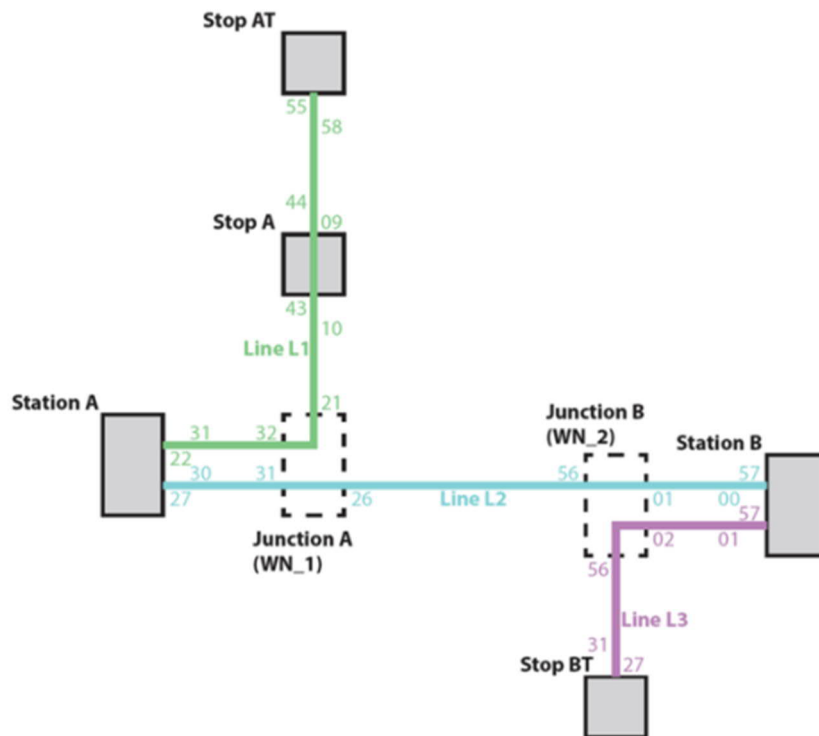 Stop AT
55
58
44
Stop A
09
43
10
Line L1
21
Station A
31
32
22
30
31
27
26
Junction A
(WN_1)
Line L2
Junction B
(WN_2)
Station B
56
57
01
00
57
02
01
56
Line L3
31
Stop BT
27